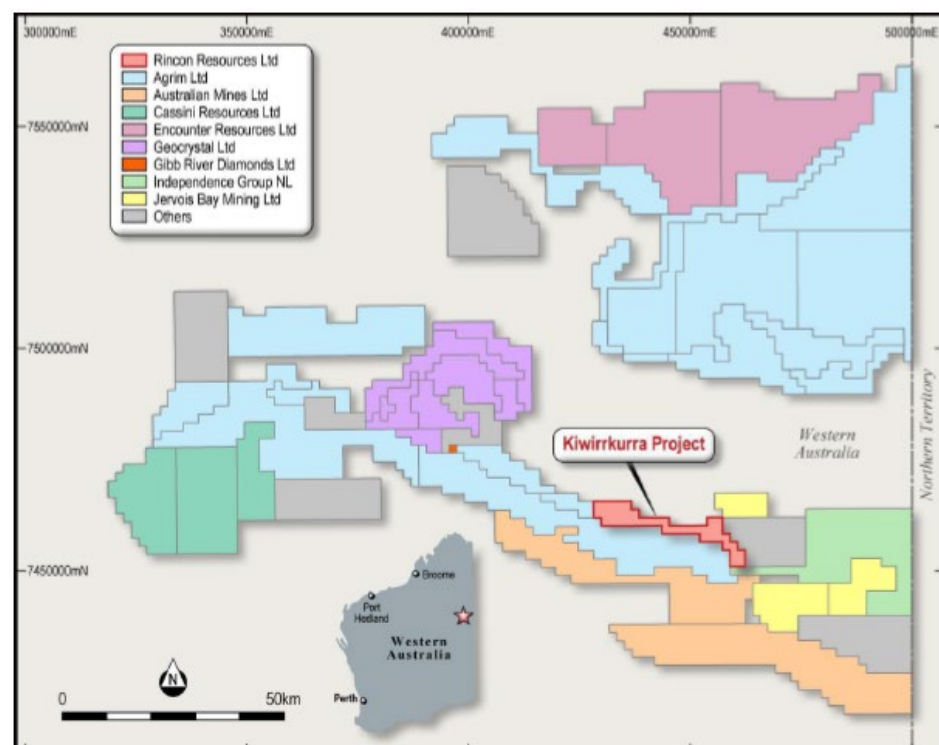 300000mE
350000mE
400000mE
450000mE
500000mE
Rincon Resources Ltd
Agrim Ltd
Australian Mines Ltd
Cassini Resources Ltd
Encounter Resources Ltd
Geocrystal Ltd
Gibb River Diamonds Ltd
Independence Group NL
Jervois Bay Mining Ltd
Others
7550000mN
7500000mN
7450000mN
Kiwirrkurra Project
Western
Australia
Northern Territory
Broome
Port
Hedland
Western
Australia
Perth
N
0
50km